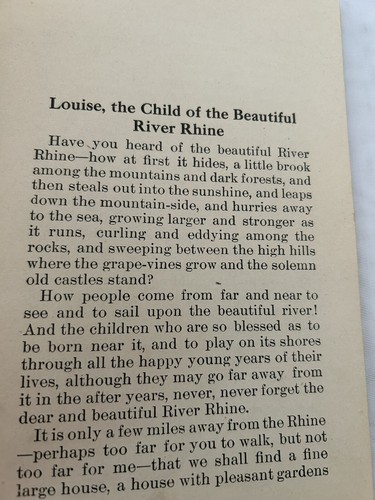 Louise, the Child of the Beautiful
River Rhine
Have you heard of the beautiful River
Rhine—how at first it hides, a little brook
among the mountains and dark forests, and
then steals out into the sunshine, and leaps
down the mountain-side, and hurries away
to the sea, growing larger and stronger as
it runs, curling and eddying among the
rocks, and sweeping between the high hills
where the grape-vines grow and the solemn
old castles stand?
How people come from far and near to
see and to sail upon the beautiful river!
And the children who are so blessed as to
be born near it, and to play on its shores
through all the happy young years of their
lives, although they may go far away from
it in the after years, never, never forget the
dear and beautiful River Rhine.
It is only a few miles away from the Rhine
—perhaps too far for you to walk, but not
too far for me—that we shall find a fine
large house, a house with pleasant gardens